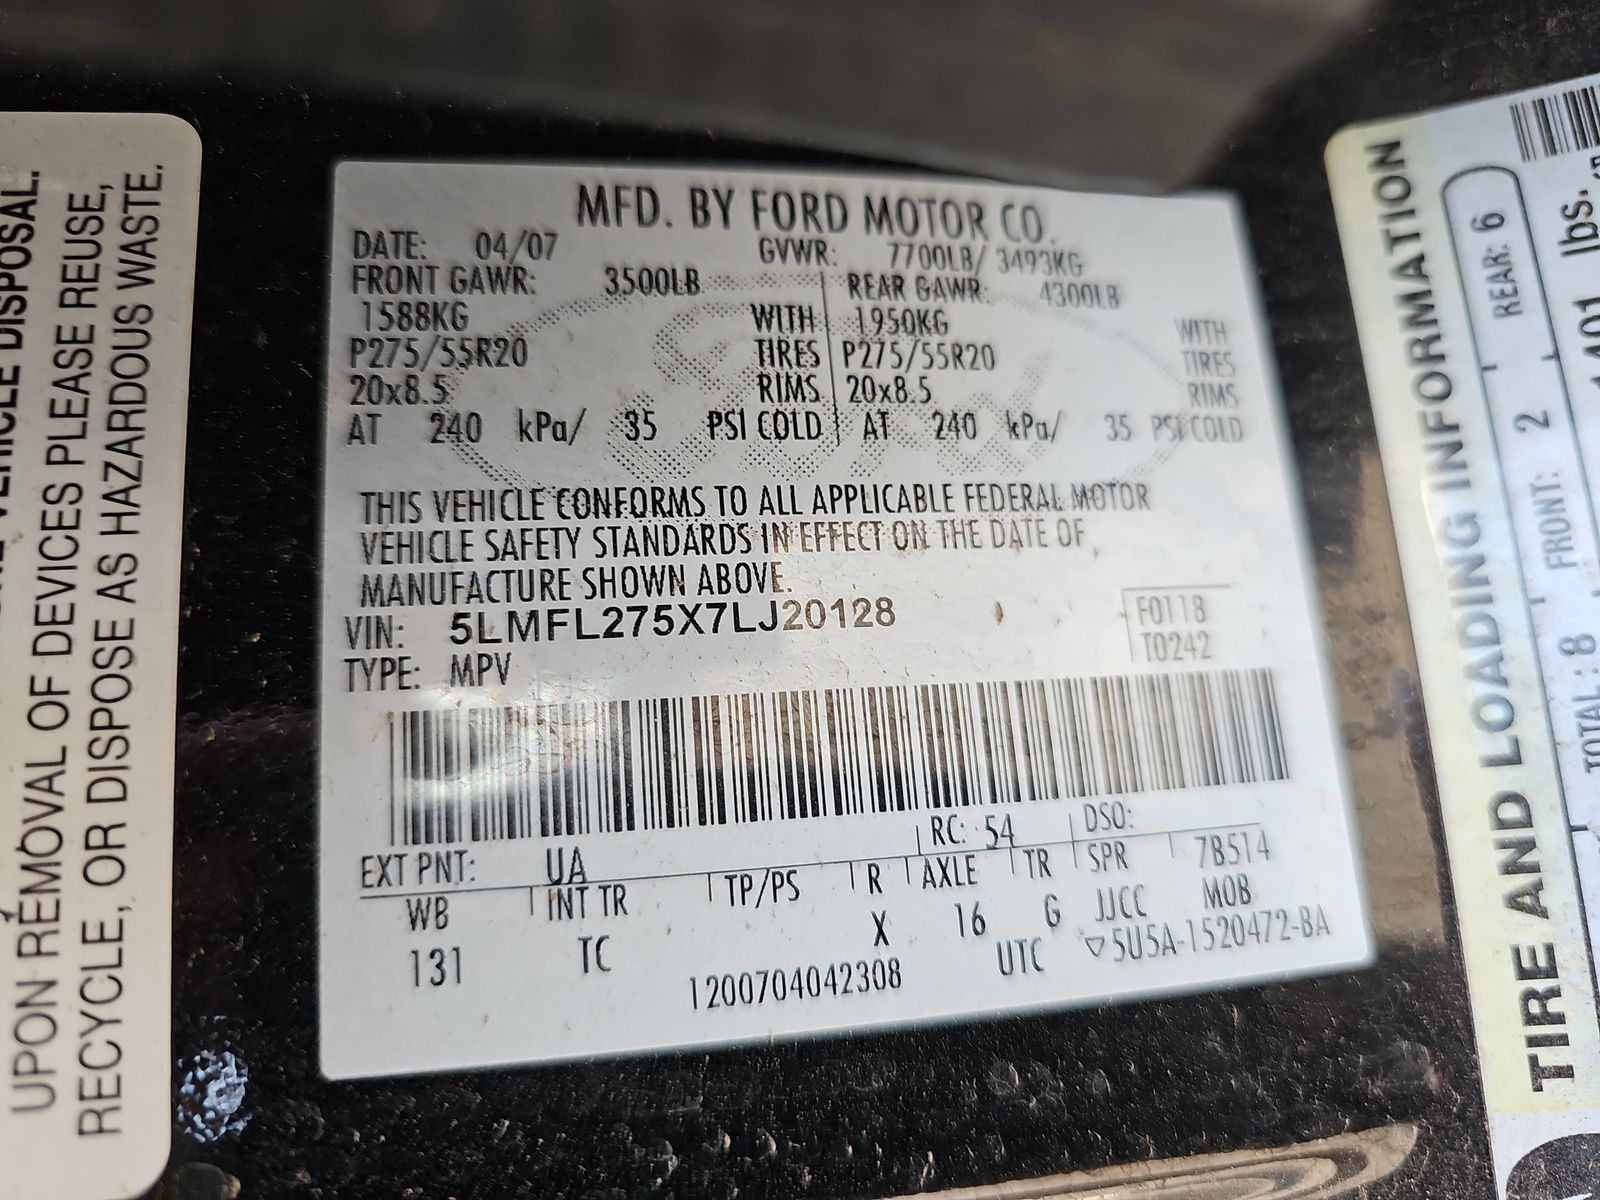 VEHICLE DISPOSAL.
UPON REMOVAL OF DEVICES PLEASE REUSE,
RECYCLE, OR DISPOSE AS HAZARDOUS WASTE.
MFD. BY FORD MOTOR CO.
DATE: 04/07 GVWR: 7700LB/ 3493KG
FRONT GAWR: 3500LB REAR GAWR: 4300LB
1588KG WITH 1950KG WITH
P275/55R20 TIRES P275/55R20 TIRES
20x8.5 RIMS 20x8.5 RIMS
AT 240 kPa/ 35 PSI COLD AT 240 kPa/ 35 PSI COLD
THIS VEHICLE CONFORMS TO ALL APPLICABLE FEDERAL MOTOR
VEHICLE SAFETY STANDARDS IN EFFECT ON THE DATE OF
MANUFACTURE SHOWN ABOVE.
VIN: 5LMFL275X7LJ20128 F0118
TYPE: MPV T0242
EXT PNT: UA RC: 54 DSO:
WB INT TR TP/PS R AXLE TR SPR 7B514
131 TC X 16 G JJCC MOB
1200704042308 UTC ▽5U5A-1520472-BA
TIRE AND LOADING INFORMATION
TOTAL: 8 FRONT: 2 REAR: 6
lbs.